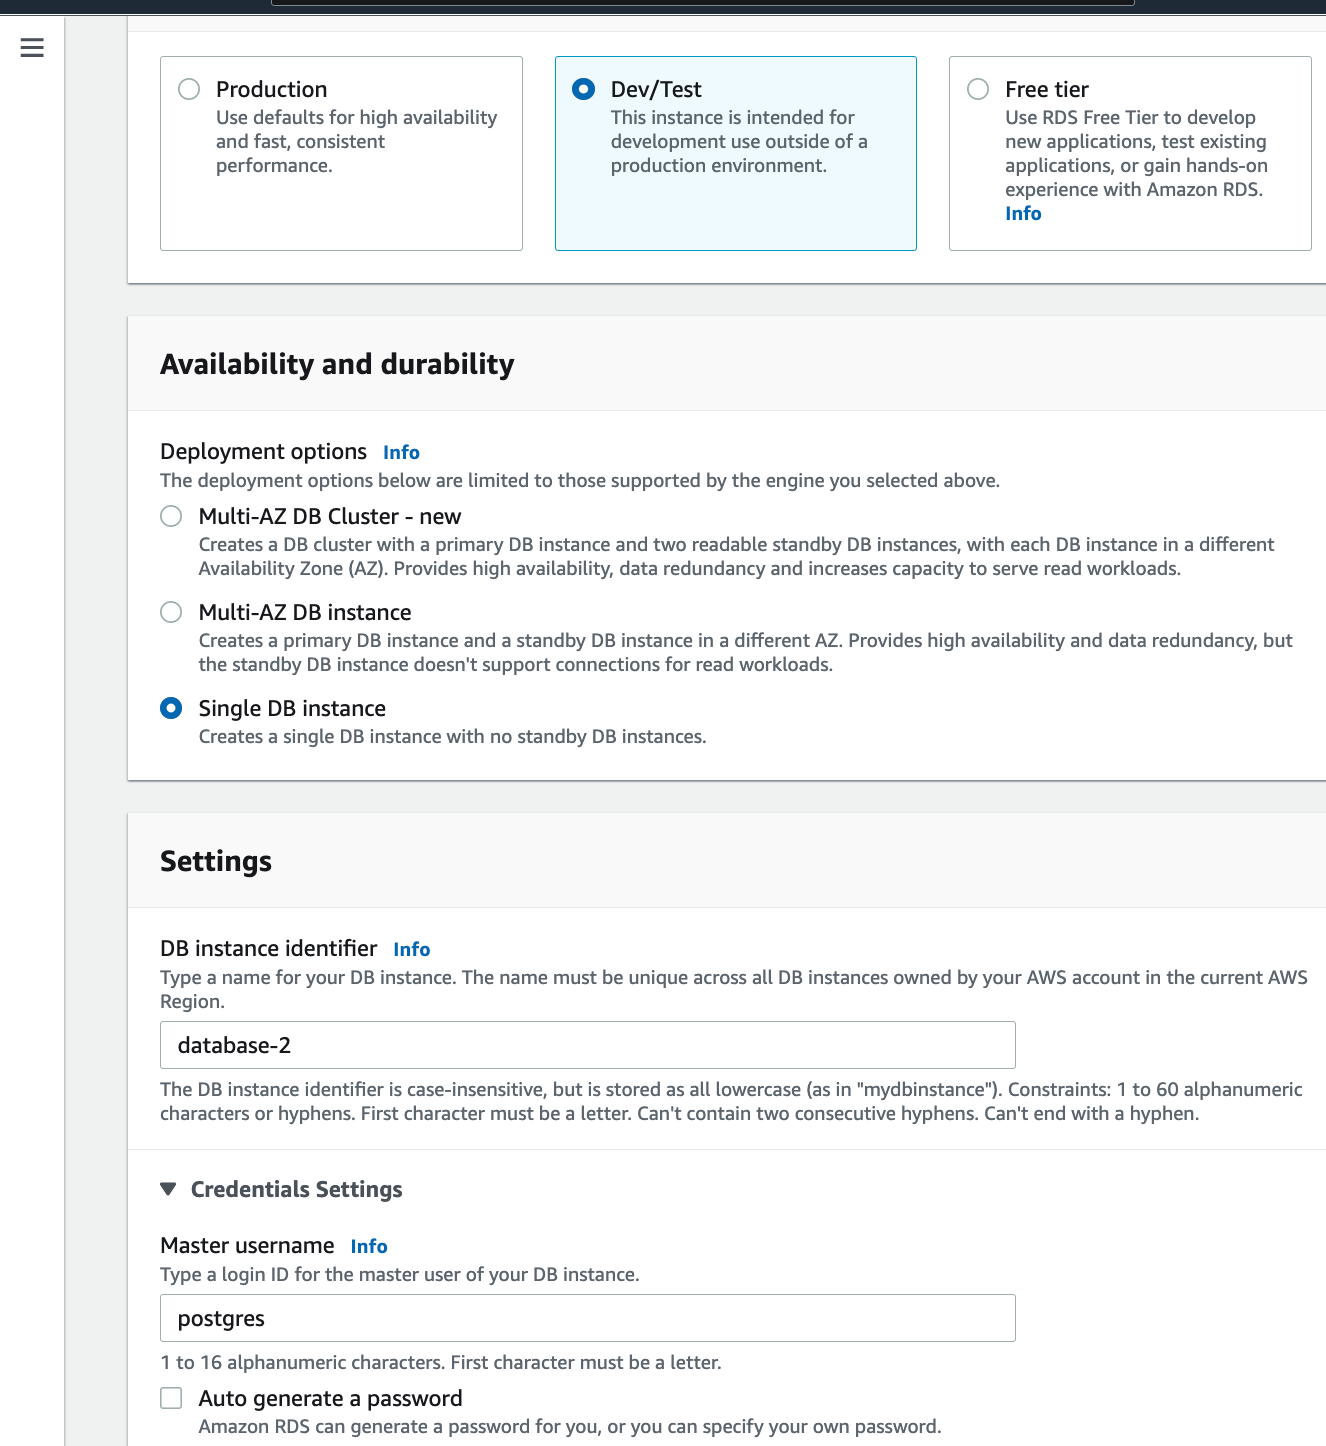 Production
Use defaults for high availability
and fast, consistent
performance.
Dev/Test
This instance is intended for
development use outside of a
production environment.
Free tier
Use RDS Free Tier to develop
new applications, test existing
applications, or gain hands-on
experience with Amazon RDS.
Info
Availability and durability
Deployment options Info
The deployment options below are limited to those supported by the engine you selected above.
Multi-AZ DB Cluster - new
Creates a DB cluster with a primary DB instance and two readable standby DB instances, with each DB instance in a different
Availability Zone (AZ). Provides high availability, data redundancy and increases capacity to serve read workloads.
Multi-AZ DB instance
Creates a primary DB instance and a standby DB instance in a different AZ. Provides high availability and data redundancy, but
the standby DB instance doesn't support connections for read workloads.
Single DB instance
Creates a single DB instance with no standby DB instances.
Settings
DB instance identifier Info
Type a name for your DB instance. The name must be unique across all DB instances owned by your AWS account in the current AWS
Region.
database-2
The DB instance identifier is case-insensitive, but is stored as all lowercase (as in "mydbinstance"). Constraints: 1 to 60 alphanumeric
characters or hyphens. First character must be a letter. Can't contain two consecutive hyphens. Can't end with a hyphen.
Credentials Settings
Master username Info
Type a login ID for the master user of your DB instance.
postgres
1 to 16 alphanumeric characters. First character must be a letter.
Auto generate a password
Amazon RDS can generate a password for you, or you can specify your own password.